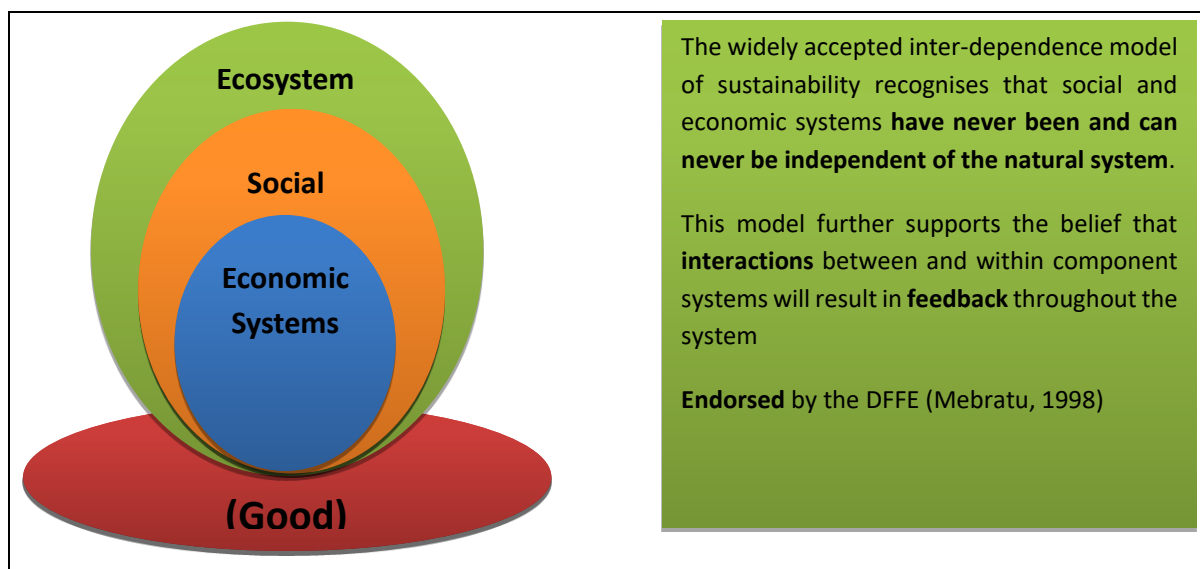 Ecosystem
Social
Economic
Systems
(Good)
The widely accepted inter-dependence model
of sustainability recognises that social and
economic systems have never been and can
never be independent of the natural system.
This model further supports the belief that
interactions between and within component
systems will result in feedback throughout the
system
Endorsed by the DFFE (Mebratu, 1998)